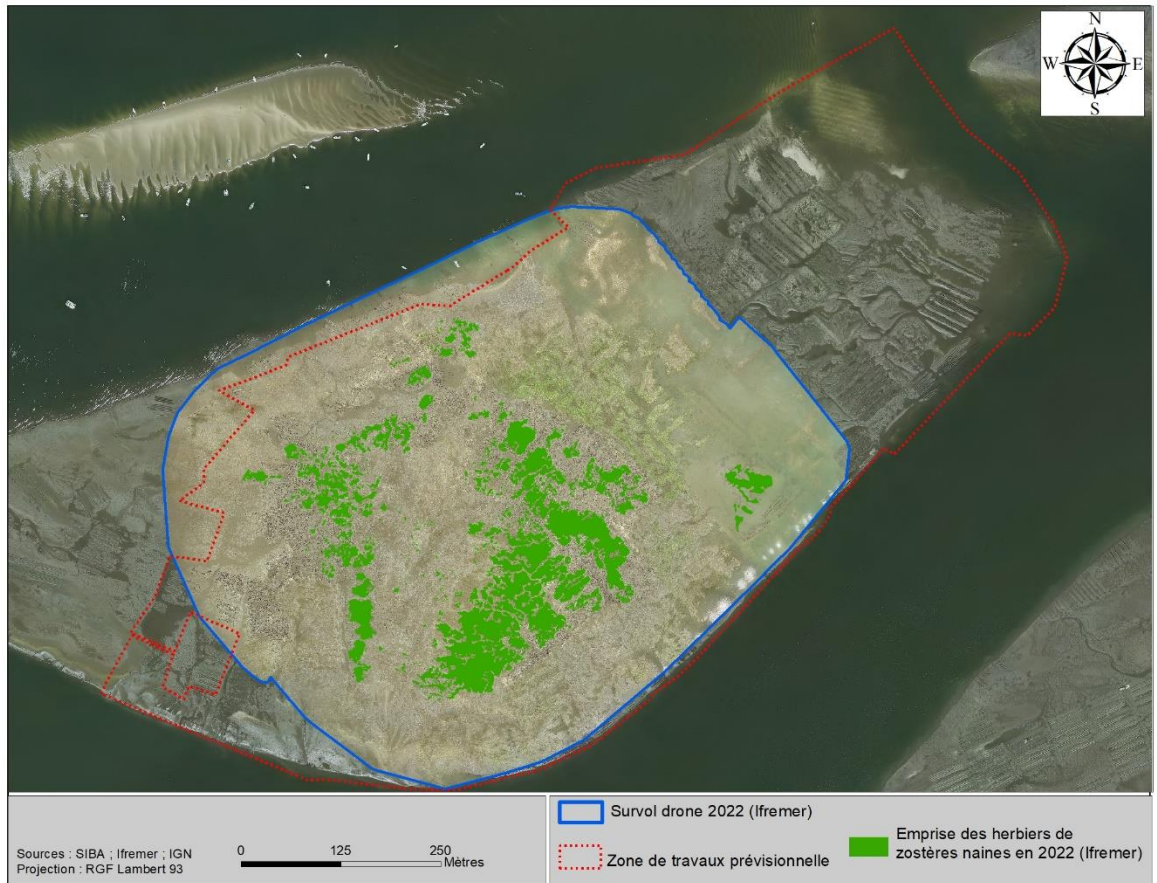 N
W E
S
Sources : SIBA ; Ifremer ; IGN
Projection : RGF Lambert 93
0 125 250
Mètres
Survol drone 2022 (Ifremer)
Zone de travaux prévisionnelle
Emprise des herbiers de
zostères naines en 2022 (Ifremer)